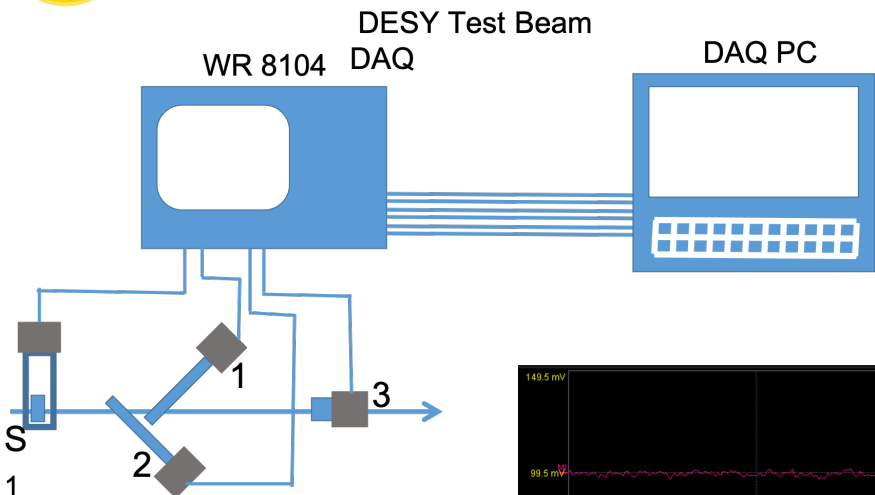 DESY Test Beam
DAQ
WR 8104
DAQ PC
1
3
S
2
1
149.5 mV
99.5 mV